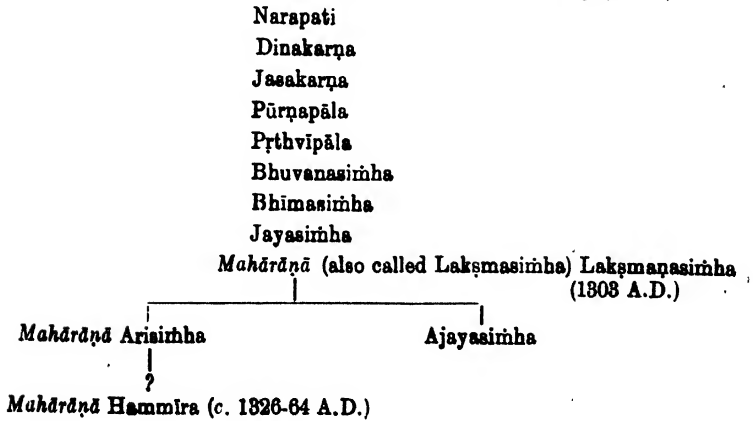 Narapati
Dinakarṇa
Jasakarṇa
Pūrṇapāla
Pṛthvīpāla
Bhuvanasiṁha
Bhīmasiṁha
Jayasiṁha
Mahārāṇā (also called Lakṣmasiṁha) Lakṣmaṇasiṁha
(1303 A.D.)
Mahārāṇā Arisiṁha Ajayasiṁha
?
Mahārāṇā Hammīra (c. 1326-64 A.D.)